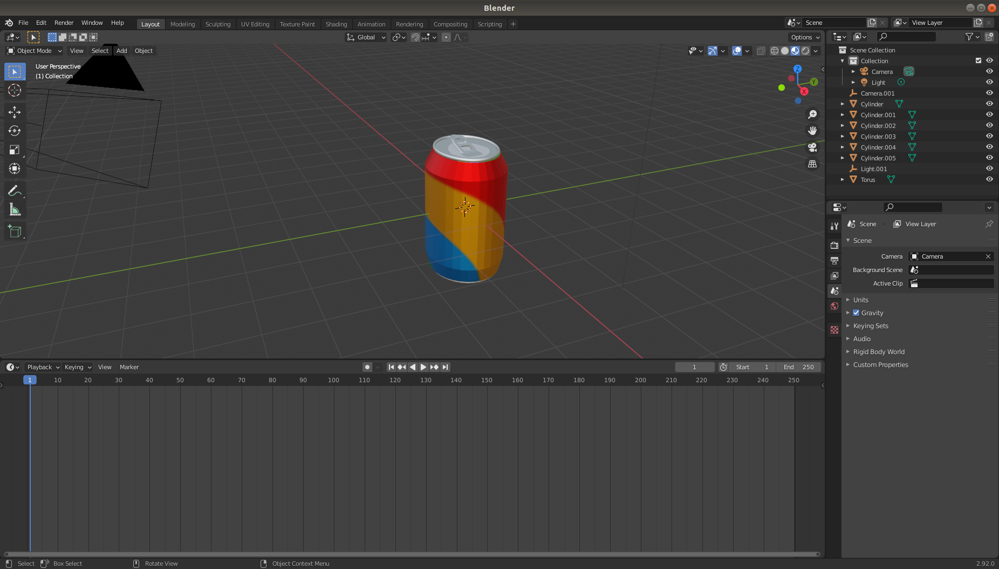 Blender
File Edit Render Window Help Layout Modeling Sculpting UV Editing Texture Paint Shading Animation Rendering Compositing Scripting + Scene View Layer
Global Options
Object Mode View Select Add Object
User Perspective
(1) Collection
Z
Y
X
Scene Collection
Collection
Camera
Light
Camera.001
Cylinder
Cylinder.001
Cylinder.002
Cylinder.003
Cylinder.004
Cylinder.005
Light.001
Torus
Scene View Layer
Scene
Camera Camera
Background Scene
Active Clip
Units
Gravity
Keying Sets
Audio
Rigid Body World
Custom Properties
Playback Keying View Marker 1 Start 1 End 250
1 10 20 30 40 50 60 70 80 90 100 110 120 130 140 150 160 170 180 190 200 210 220 230 240 250
Select Box Select Rotate View Object Context Menu 2.92.0